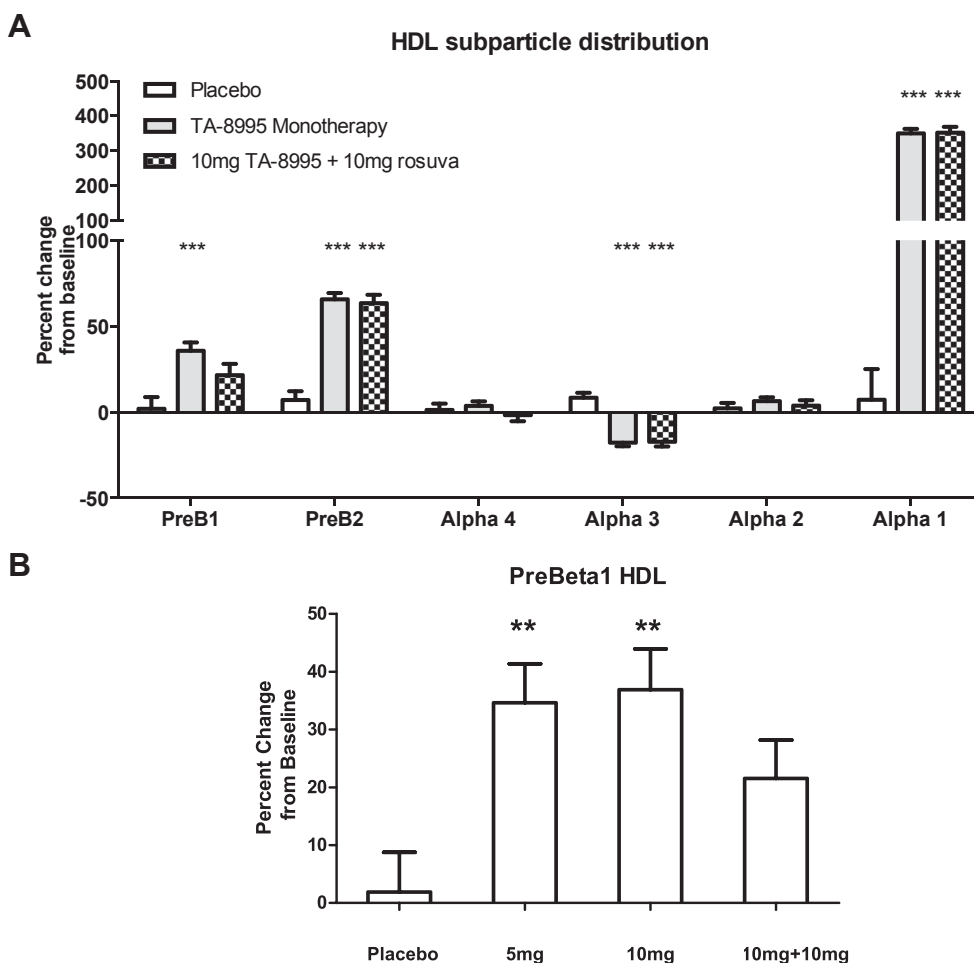 A
HDL subparticle distribution
Percent change
from baseline
500
400
300
200
100
100
50
0
-50
Placebo
TA-8995 Monotherapy
10mg TA-8995 + 10mg rosuva
*** *** *** *** *** *** ***
PreB1 PreB2 Alpha 4 Alpha 3 Alpha 2 Alpha 1
B
PreBeta1 HDL
Percent Change
from Baseline
50
40
30
20
10
0
** **
Placebo 5mg 10mg 10mg+10mg